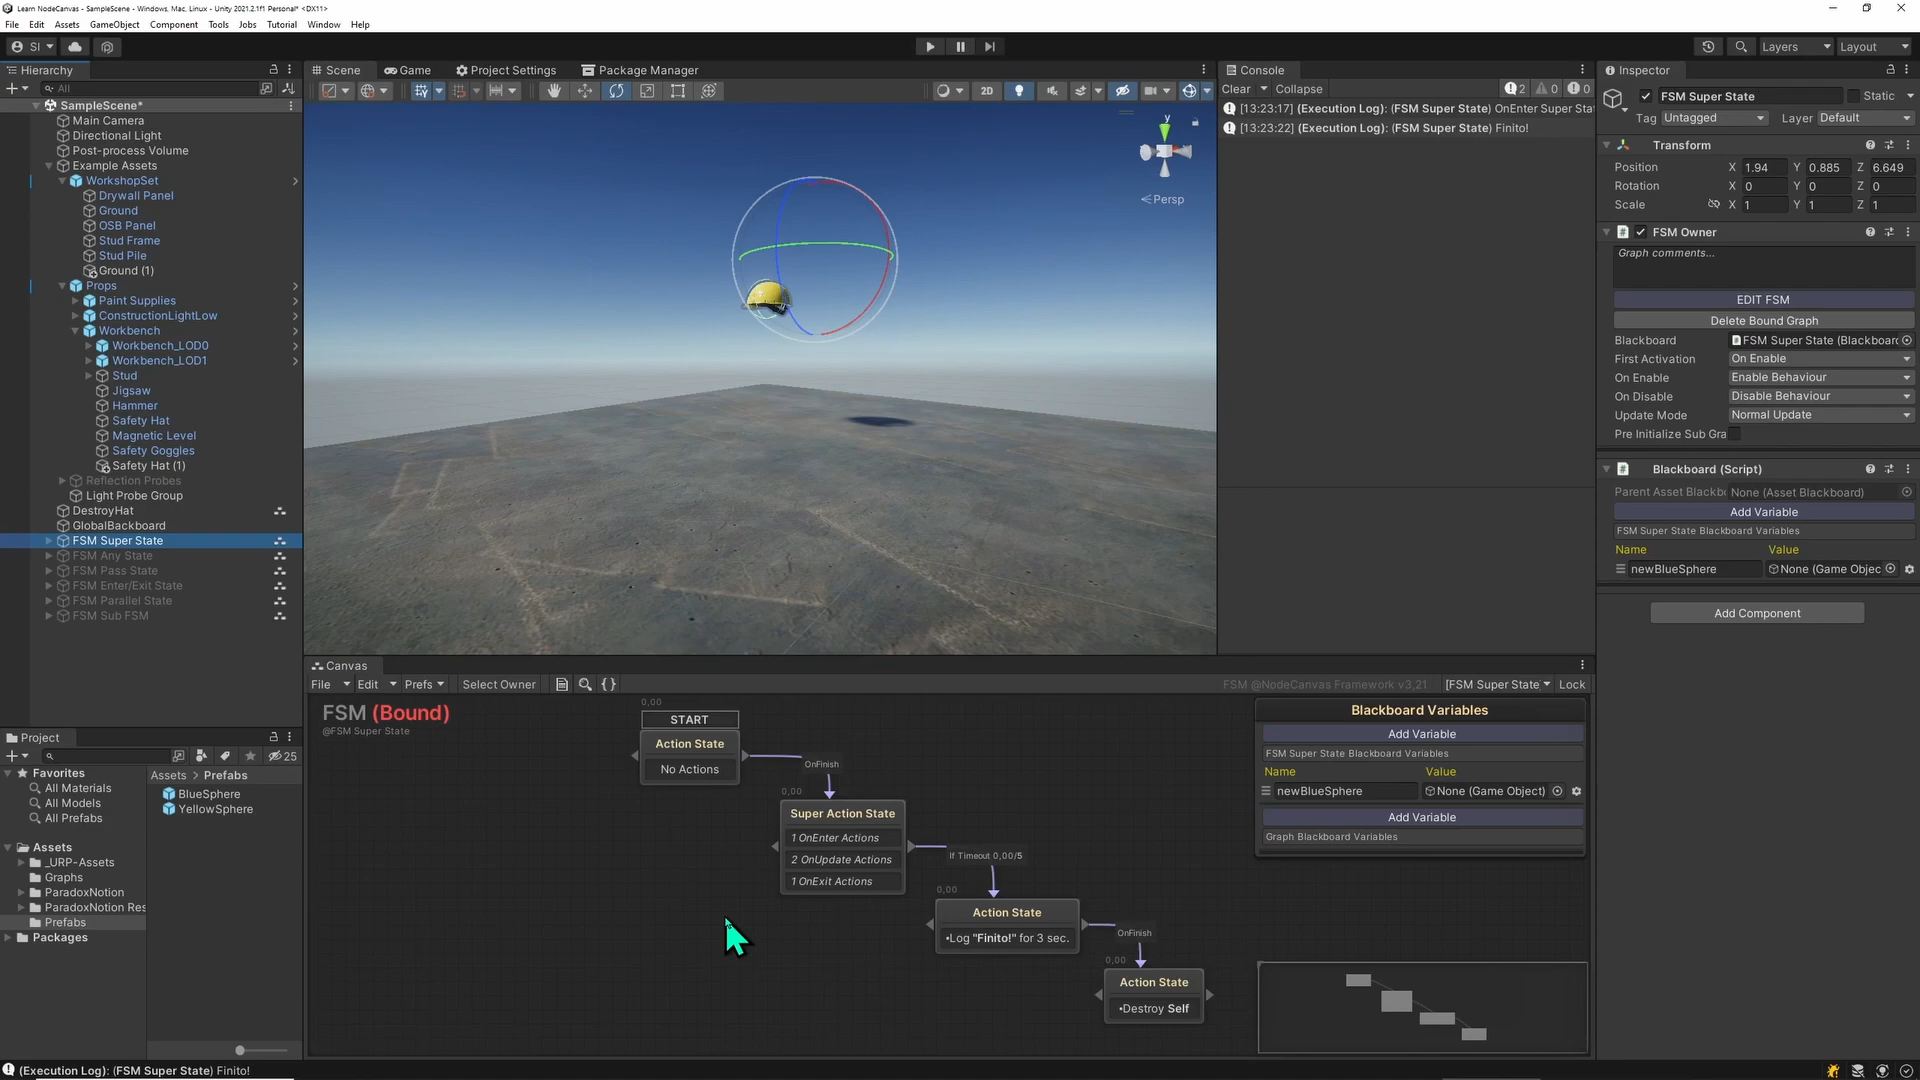 Learn NodeCanvas - SampleScene - Windows, Mac, Linux - Unity 2021.2.1f1 Personal* <DX11>
File Edit Assets GameObject Component Tools Jobs Tutorial Window Help
SI
Layers Layout
Hierarchy
All
SampleScene*
Main Camera
Directional Light
Post-process Volume
Example Assets
WorkshopSet
Drywall Panel
Ground
OSB Panel
Stud Frame
Stud Pile
Ground (1)
Props
Paint Supplies
ConstructionLightLow
Workbench
Workbench_LOD0
Workbench_LOD1
Stud
Jigsaw
Hammer
Safety Hat
Magnetic Level
Safety Goggles
Safety Hat (1)
Reflection Probes
Light Probe Group
DestroyHat
GlobalBackboard
FSM Super State
FSM Any State
FSM Pass State
FSM Enter/Exit State
FSM Parallel State
FSM Sub FSM
Scene Game Project Settings Package Manager
2D
y
Persp
Console
Clear Collapse 2 0 0
[13:23:17] (Execution Log): (FSM Super State) OnEnter Super Sta
[13:23:22] (Execution Log): (FSM Super State) Finito!
Inspector
FSM Super State Static
Tag Untagged Layer Default
Transform
Position X 1.94 Y 0.885 Z 6.649
Rotation X 0 Y 0 Z 0
Scale X 1 Y 1 Z 1
FSM Owner
Graph comments...
EDIT FSM
Delete Bound Graph
Blackboard FSM Super State (Blackboard
First Activation On Enable
On Enable Enable Behaviour
On Disable Disable Behaviour
Update Mode Normal Update
Pre Initialize Sub Gra
Blackboard (Script)
Parent Asset Blackbo None (Asset Blackboard)
Add Variable
FSM Super State Blackboard Variables
Name Value
newBlueSphere None (Game Objec
Add Component
Canvas
File Edit Prefs Select Owner { } FSM @NodeCanvas Framework v3,21 [FSM Super State Lock
FSM (Bound)
@FSM Super State
0,00
START
Action State
No Actions
OnFinish
0,00
Super Action State
1 OnEnter Actions
2 OnUpdate Actions
1 OnExit Actions
If Timeout 0,00/5
0,00
Action State
•Log "Finito!" for 3 sec.
OnFinish
0,00
Action State
•Destroy Self
Blackboard Variables
Add Variable
FSM Super State Blackboard Variables
Name Value
newBlueSphere None (Game Object)
Add Variable
Graph Blackboard Variables
Project
25
Favorites
All Materials
All Models
All Prefabs
Assets
_URP-Assets
Graphs
ParadoxNotion
ParadoxNotion Res
Prefabs
Packages
Assets > Prefabs
BlueSphere
YellowSphere
(Execution Log): (FSM Super State) Finito!